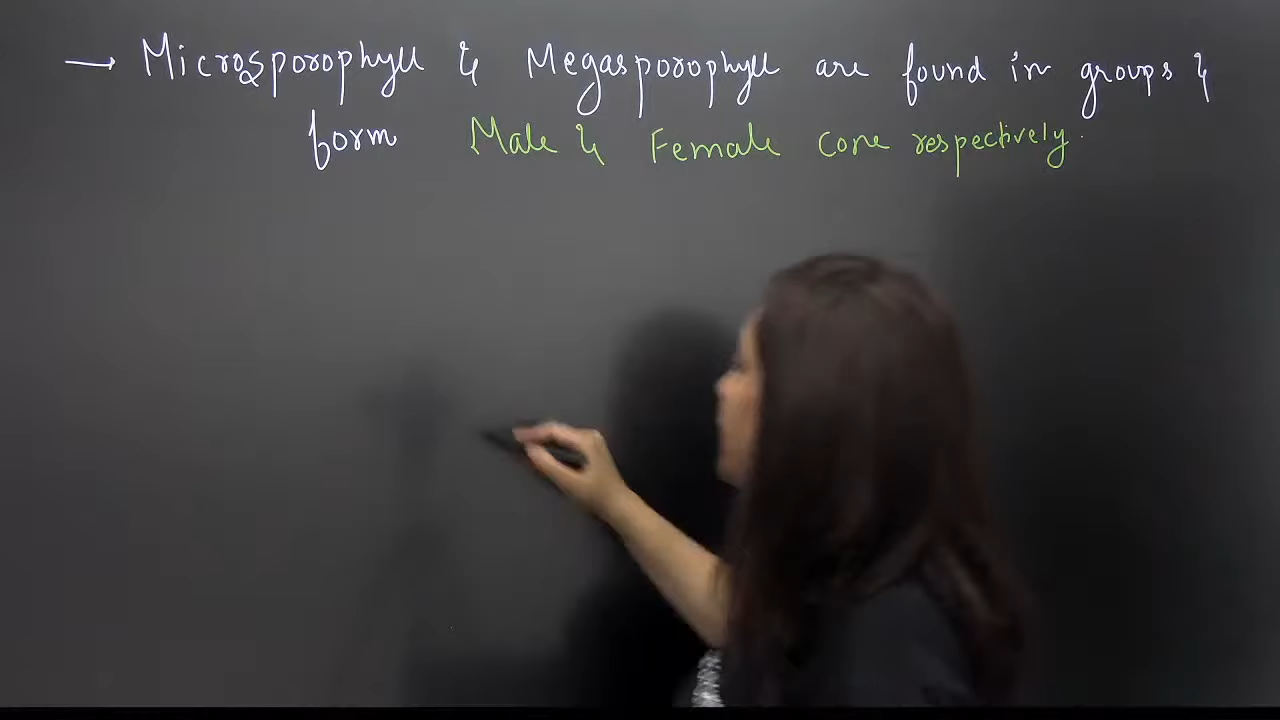 → Microsporophyll & Megasporophyll are found in groups &
form Male & Female cone respectively.